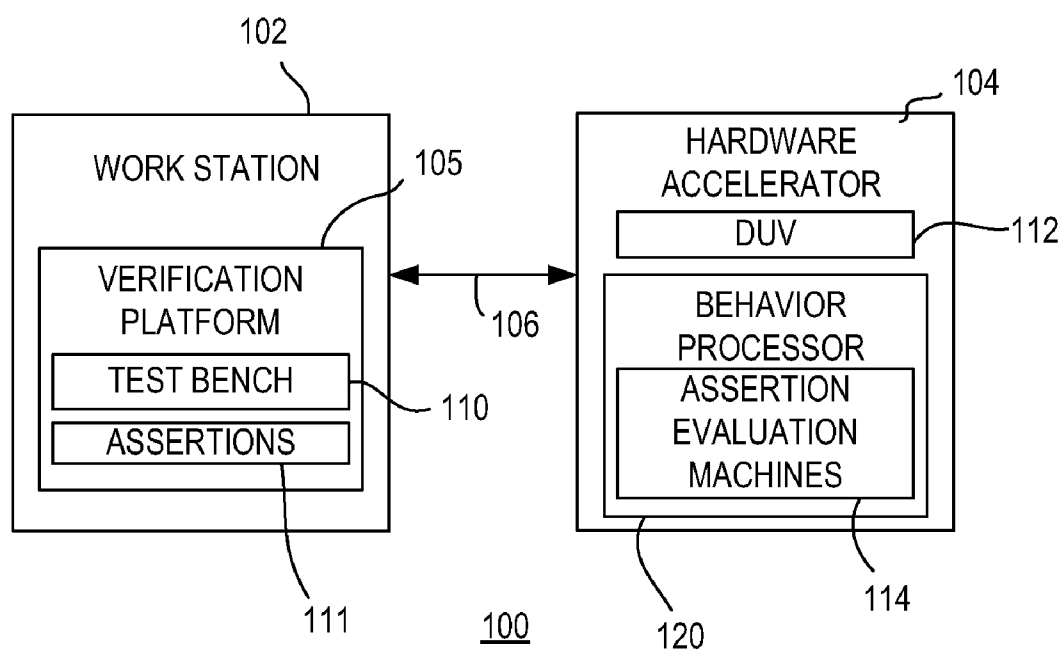 102
104
WORK STATION
105
VERIFICATION
PLATFORM
TEST BENCH
110
ASSERTIONS
111
106
HARDWARE
ACCELERATOR
DUV
112
BEHAVIOR
PROCESSOR
ASSERTION
EVALUATION
MACHINES
114
120
100